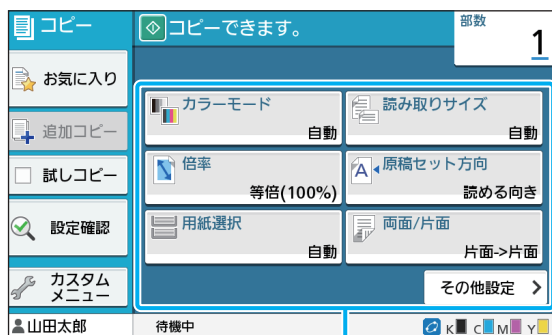 コピー
コピーできます。
部数
1
お気に入り
追加コピー
試しコピー
設定確認
カスタム
メニュー
カラーモード
自動
読み取りサイズ
自動
倍率
等倍(100%)
原稿セット方向
読める向き
用紙選択
自動
両面/片面
片面->片面
その他設定
山田太郎
待機中
K C M Y